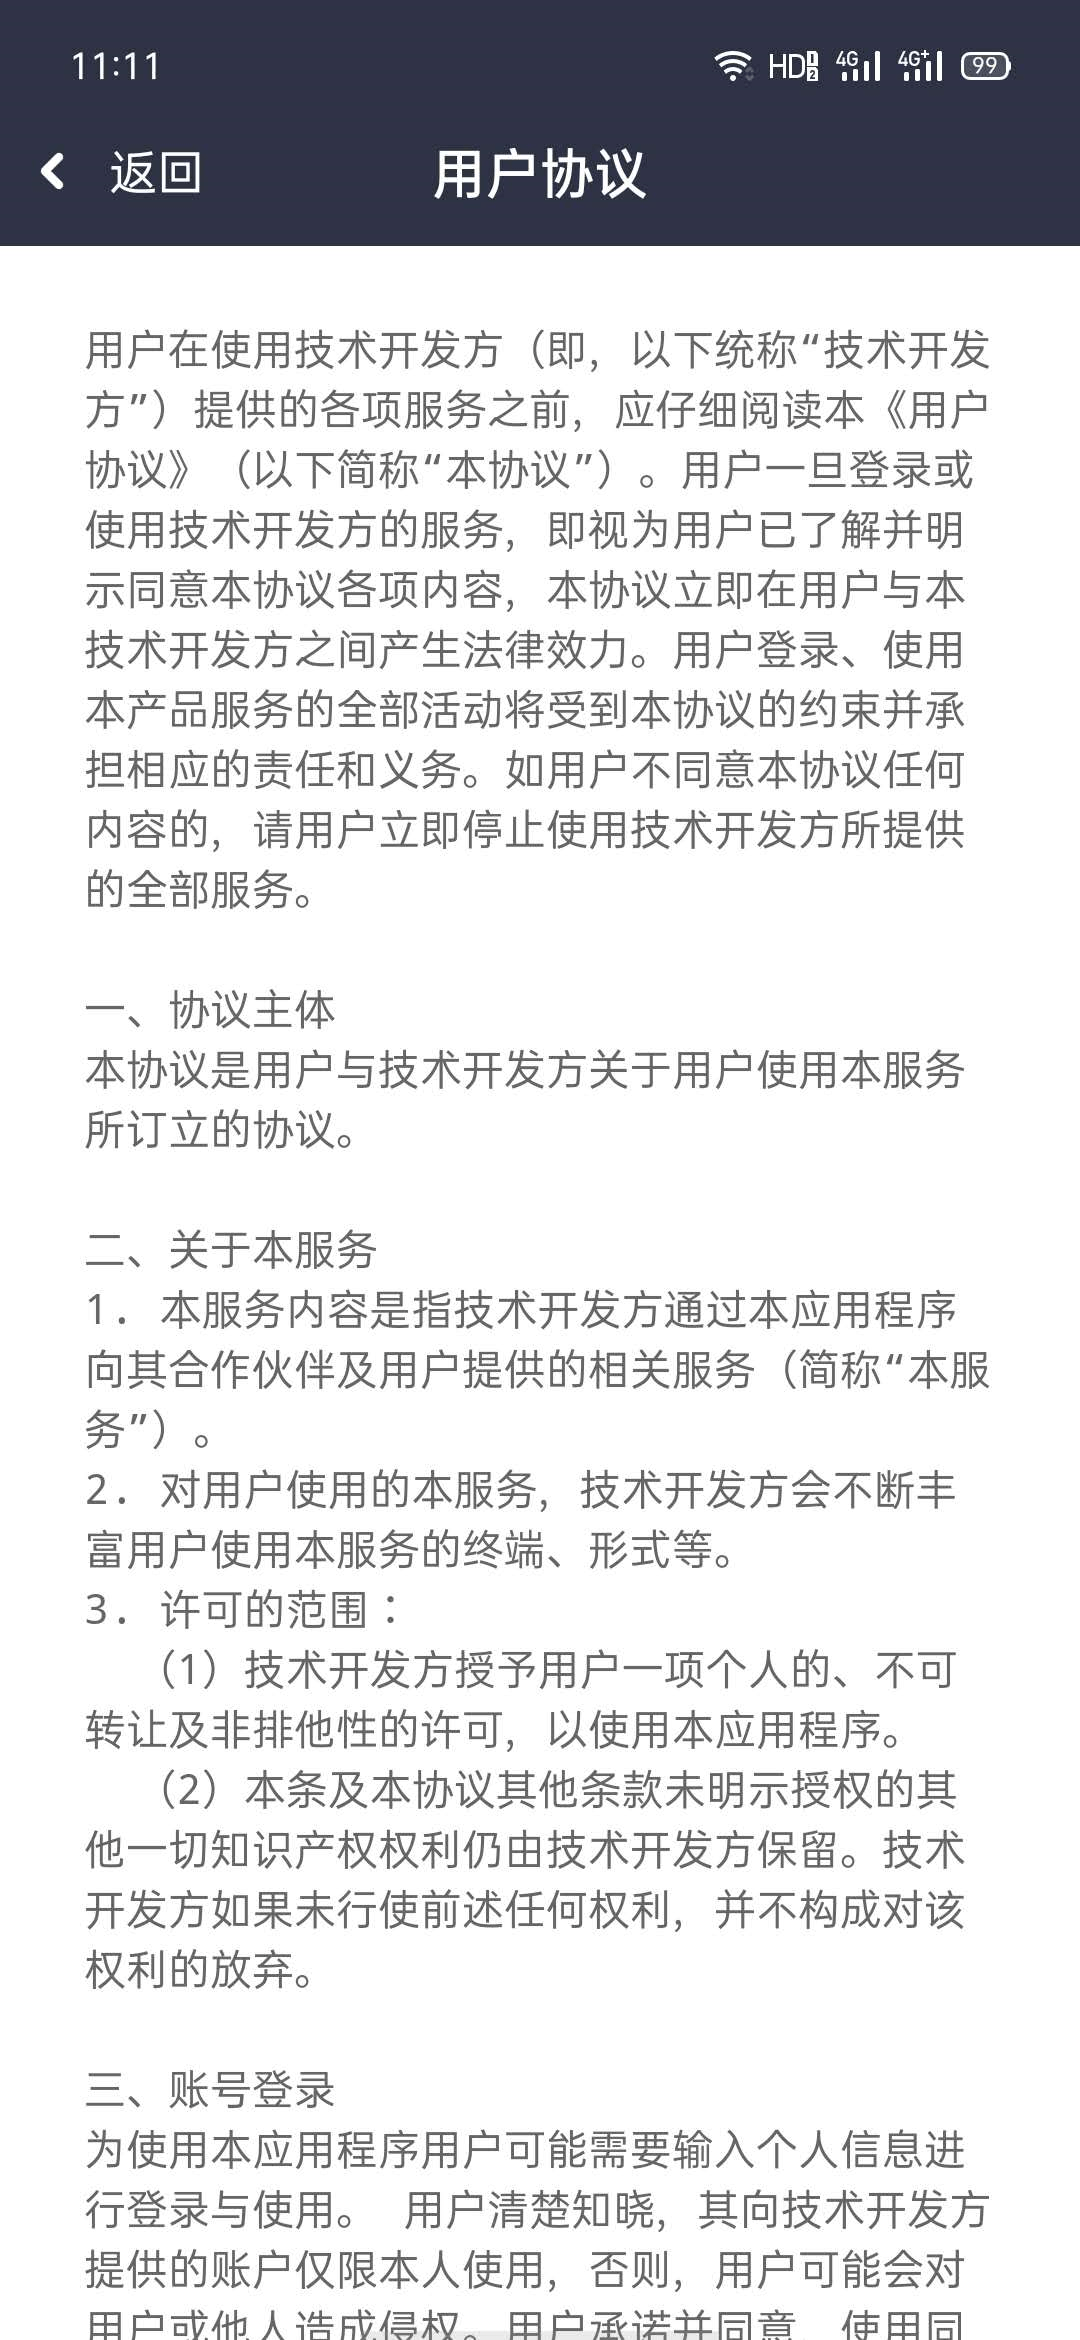 11:11
HD 1 2 4G 4G+ 99
返回
用户协议
用户在使用技术开发方（即，以下统称“技术开发
方”）提供的各项服务之前，应仔细阅读本《用户
协议》（以下简称“本协议”）。用户一旦登录或
使用技术开发方的服务，即视为用户已了解并明
示同意本协议各项内容，本协议立即在用户与本
技术开发方之间产生法律效力。用户登录、使用
本产品服务的全部活动将受到本协议的约束并承
担相应的责任和义务。如用户不同意本协议任何
内容的，请用户立即停止使用技术开发方所提供
的全部服务。
一、协议主体
本协议是用户与技术开发方关于用户使用本服务
所订立的协议。
二、关于本服务
1. 本服务内容是指技术开发方通过本应用程序
向其合作伙伴及用户提供的相关服务（简称“本服
务”）。
2. 对用户使用的本服务，技术开发方会不断丰
富用户使用本服务的终端、形式等。
3. 许可的范围：
（1）技术开发方授予用户一项个人的、不可
转让及非排他性的许可，以使用本应用程序。
（2）本条及本协议其他条款未明示授权的其
他一切知识产权权利仍由技术开发方保留。技术
开发方如果未行使前述任何权利，并不构成对该
权利的放弃。
三、账号登录
为使用本应用程序用户可能需要输入个人信息进
行登录与使用。 用户清楚知晓，其向技术开发方
提供的账户仅限本人使用，否则，用户可能会对
用户或他人造成侵权。用户承诺并同意，使用同